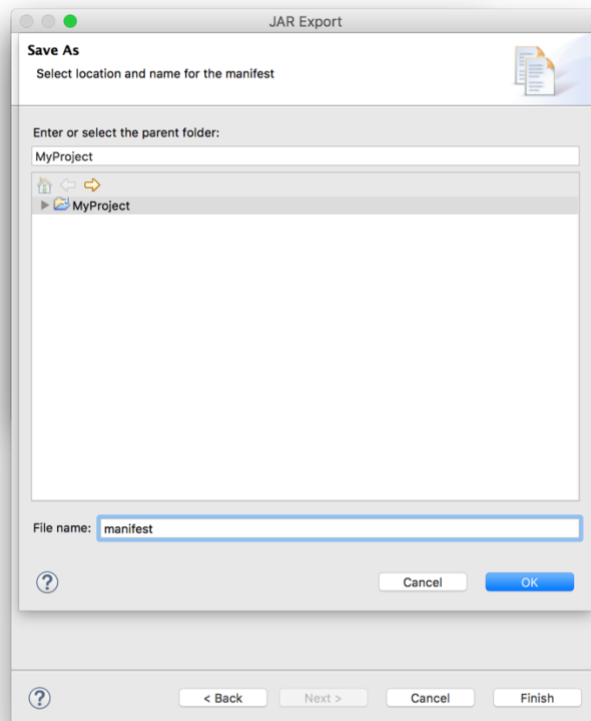 JAR Export
Save As
Select location and name for the manifest
Enter or select the parent folder:
MyProject
MyProject
File name: manifest
? Cancel OK
? < Back Next > Cancel Finish